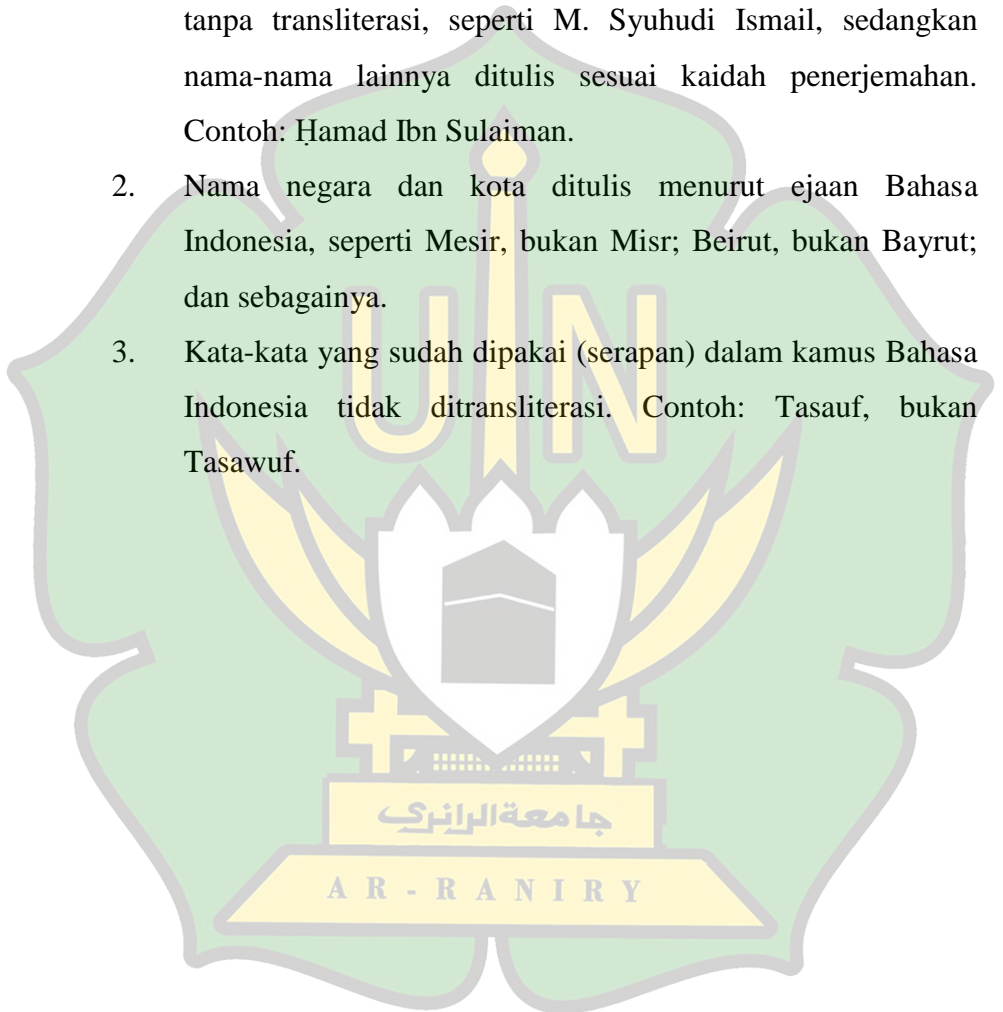 tanpa transliterasi, seperti M. Syuhudi Ismail, sedangkan
nama-nama lainnya ditulis sesuai kaidah penerjemahan.
Contoh: Ḥamad Ibn Sulaiman.
2. Nama negara dan kota ditulis menurut ejaan Bahasa
Indonesia, seperti Mesir, bukan Misr; Beirut, bukan Bayrut;
dan sebagainya.
3. Kata-kata yang sudah dipakai (serapan) dalam kamus Bahasa
Indonesia tidak ditransliterasi. Contoh: Tasauf, bukan
Tasawuf.
UIN
جامعةالرانري
AR-RANIRY